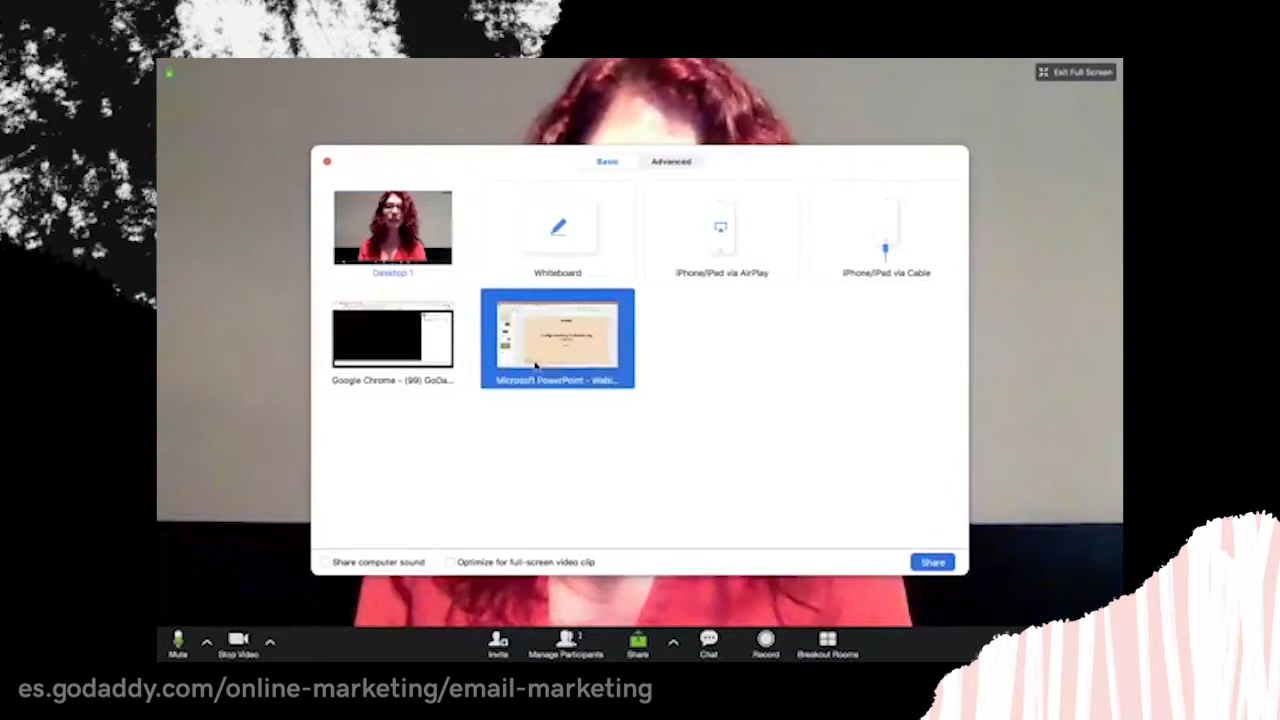 Exit Full Screen
Basic
Advanced
Desktop 1
Whiteboard
iPhone/iPad via AirPlay
iPhone/iPad via Cable
Google Chrome - (99) GoDa...
Microsoft PowerPoint - Webi...
Share computer sound
Optimize for full-screen video clip
Share
Mute
Stop Video
Invite
Manage Participants
1
Share
Chat
Record
Breakout Rooms
es.godaddy.com/online-marketing/email-marketing